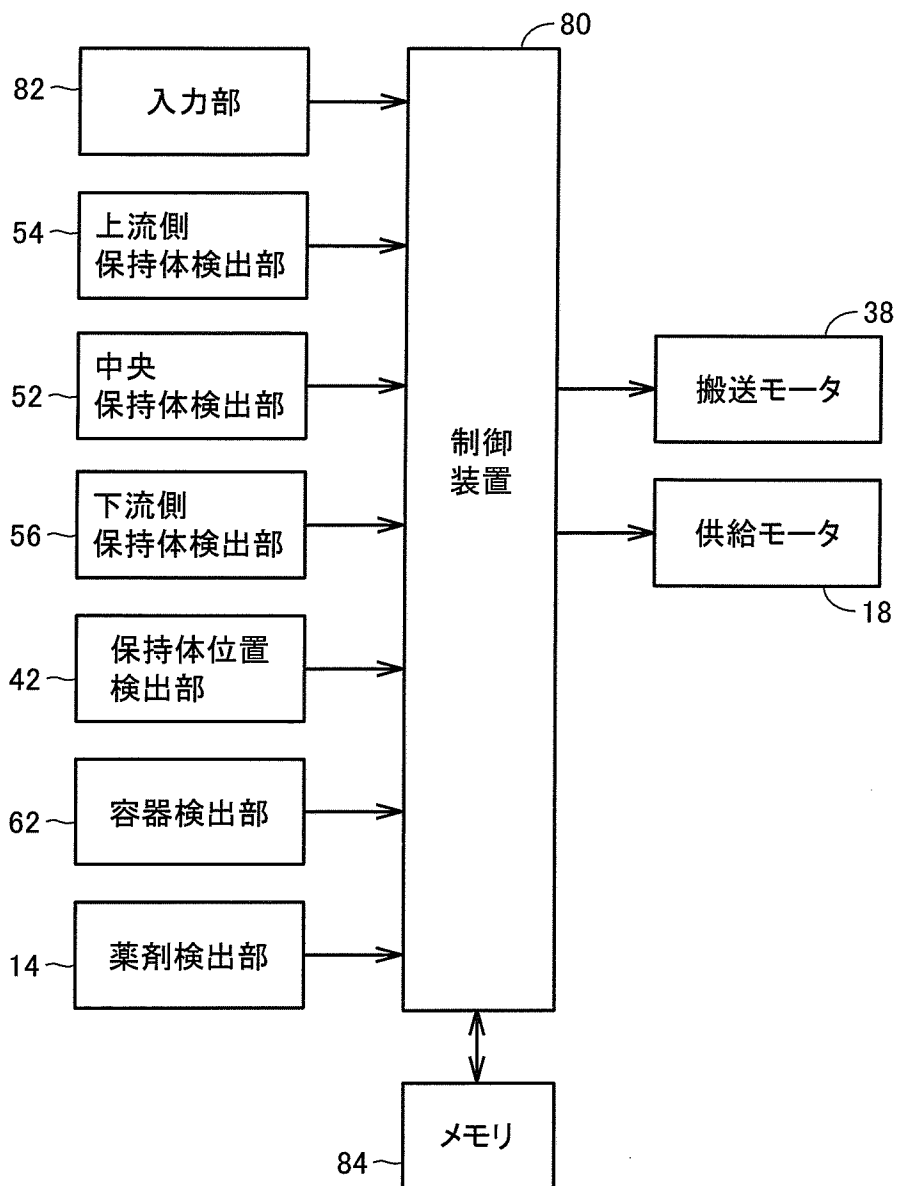 80
82
入力部
54
上流側
保持体検出部
52
中央
保持体検出部
56
下流側
保持体検出部
42
保持体位置
検出部
62
容器検出部
14
薬剤検出部
制御
装置
38
搬送モータ
供給モータ
18
メモリ
84